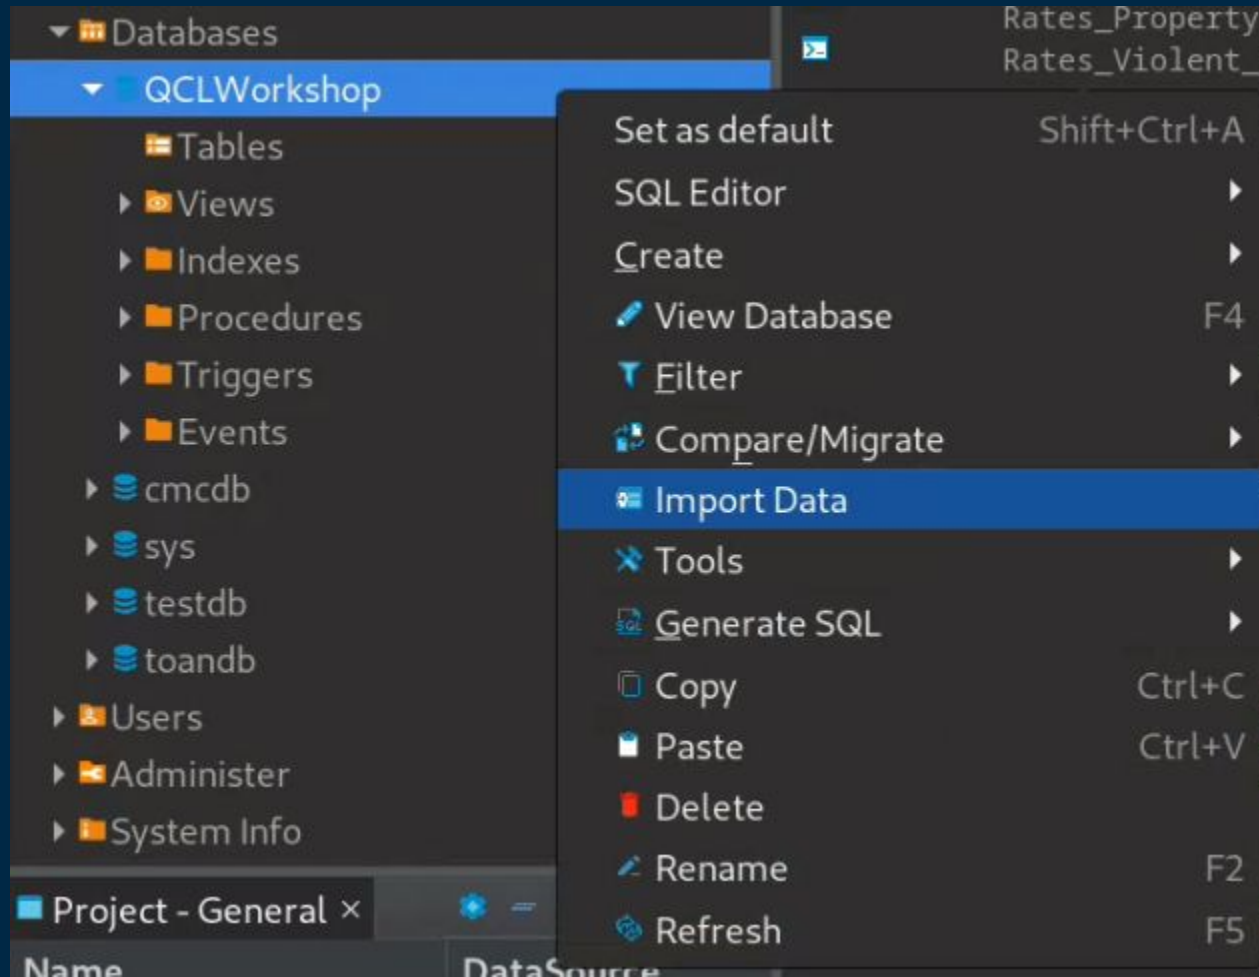 Databases
QCLWorkshop
Tables
Views
Indexes
Procedures
Triggers
Events
cmcdb
sys
testdb
toandb
Users
Administer
System Info
Project - General ×
Name
DataSource
Rates_Property
Rates_Violent_
Set as default Shift+Ctrl+A
SQL Editor
Create
View Database F4
Filter
Compare/Migrate
Import Data
Tools
Generate SQL
Copy Ctrl+C
Paste Ctrl+V
Delete
Rename F2
Refresh F5